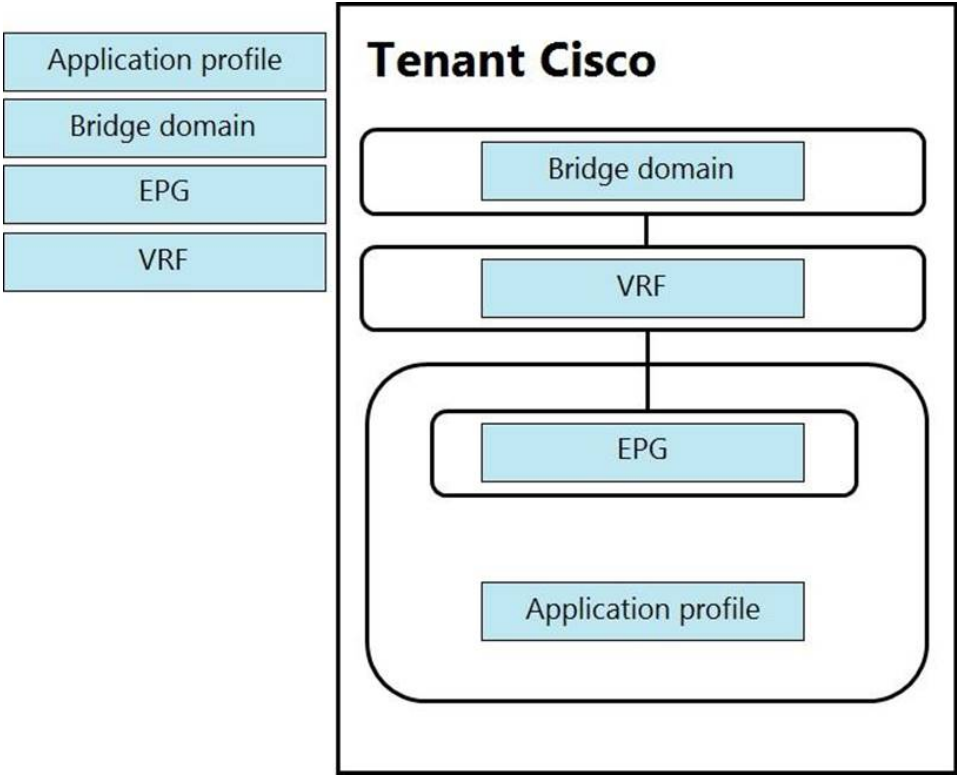 Application profile
Bridge domain
EPG
VRF
Tenant Cisco
Bridge domain
VRF
EPG
Application profile